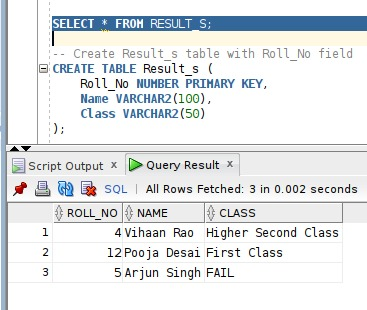 SELECT * FROM RESULT_S;
-- Create Result_s table with Roll_No field
CREATE TABLE Result_s (
Roll_No NUMBER PRIMARY KEY,
Name VARCHAR2(100),
Class VARCHAR2(50)
);
Script Output x Query Result x
SQL | All Rows Fetched: 3 in 0.002 seconds
ROLL_NO NAME CLASS
1 4 Vihaan Rao Higher Second Class
2 12 Pooja Desai First Class
3 5 Arjun Singh FAIL